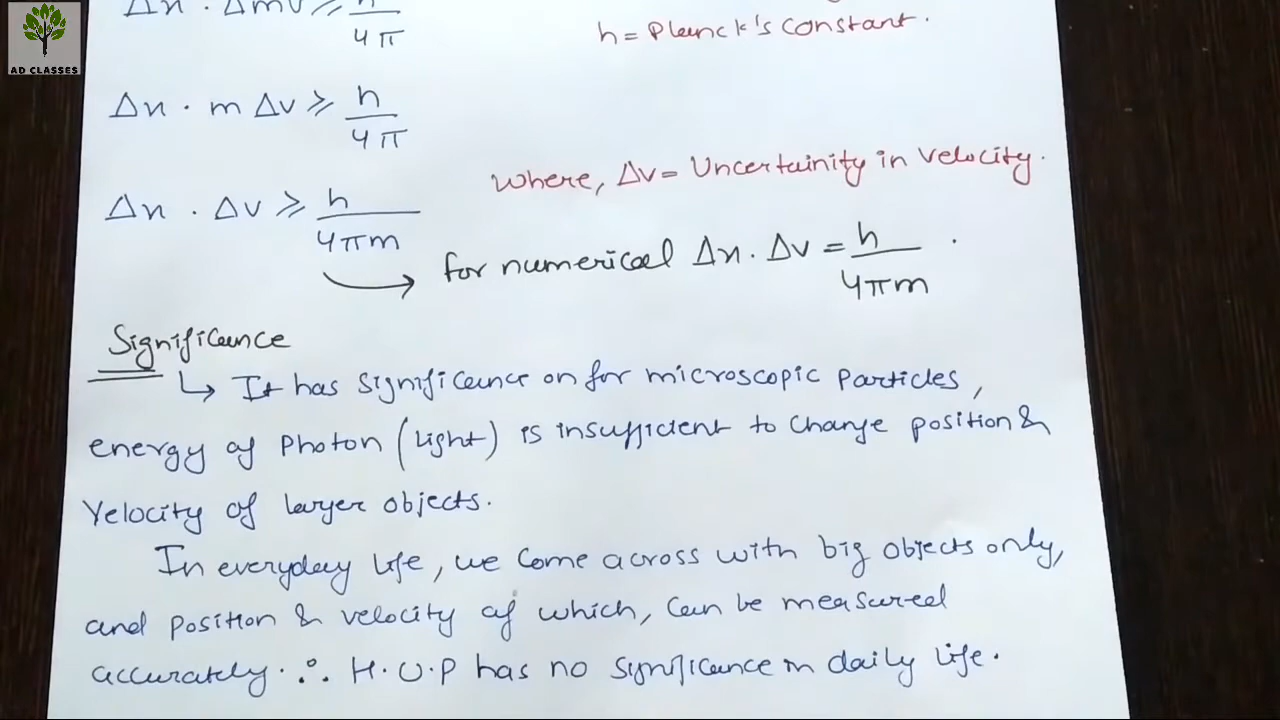 AD CLASSES
Δx . Δmv ≥ h/4π
h = Planck's constant.
Δx . m Δv ≥ h/4π
where, Δv = Uncertainity in velocity.
Δx . Δv ≥ h/4πm
for numerical Δx . Δv = h/4πm .
Significance
↳ It has significance on for microscopic particles,
energy of Photon (light) is insufficient to change position &
Velocity of larger objects.
In everyday life, we come across with big objects only,
and position & velocity of which, can be measured
accurately. ∴ H.U.P has no significance in daily life.